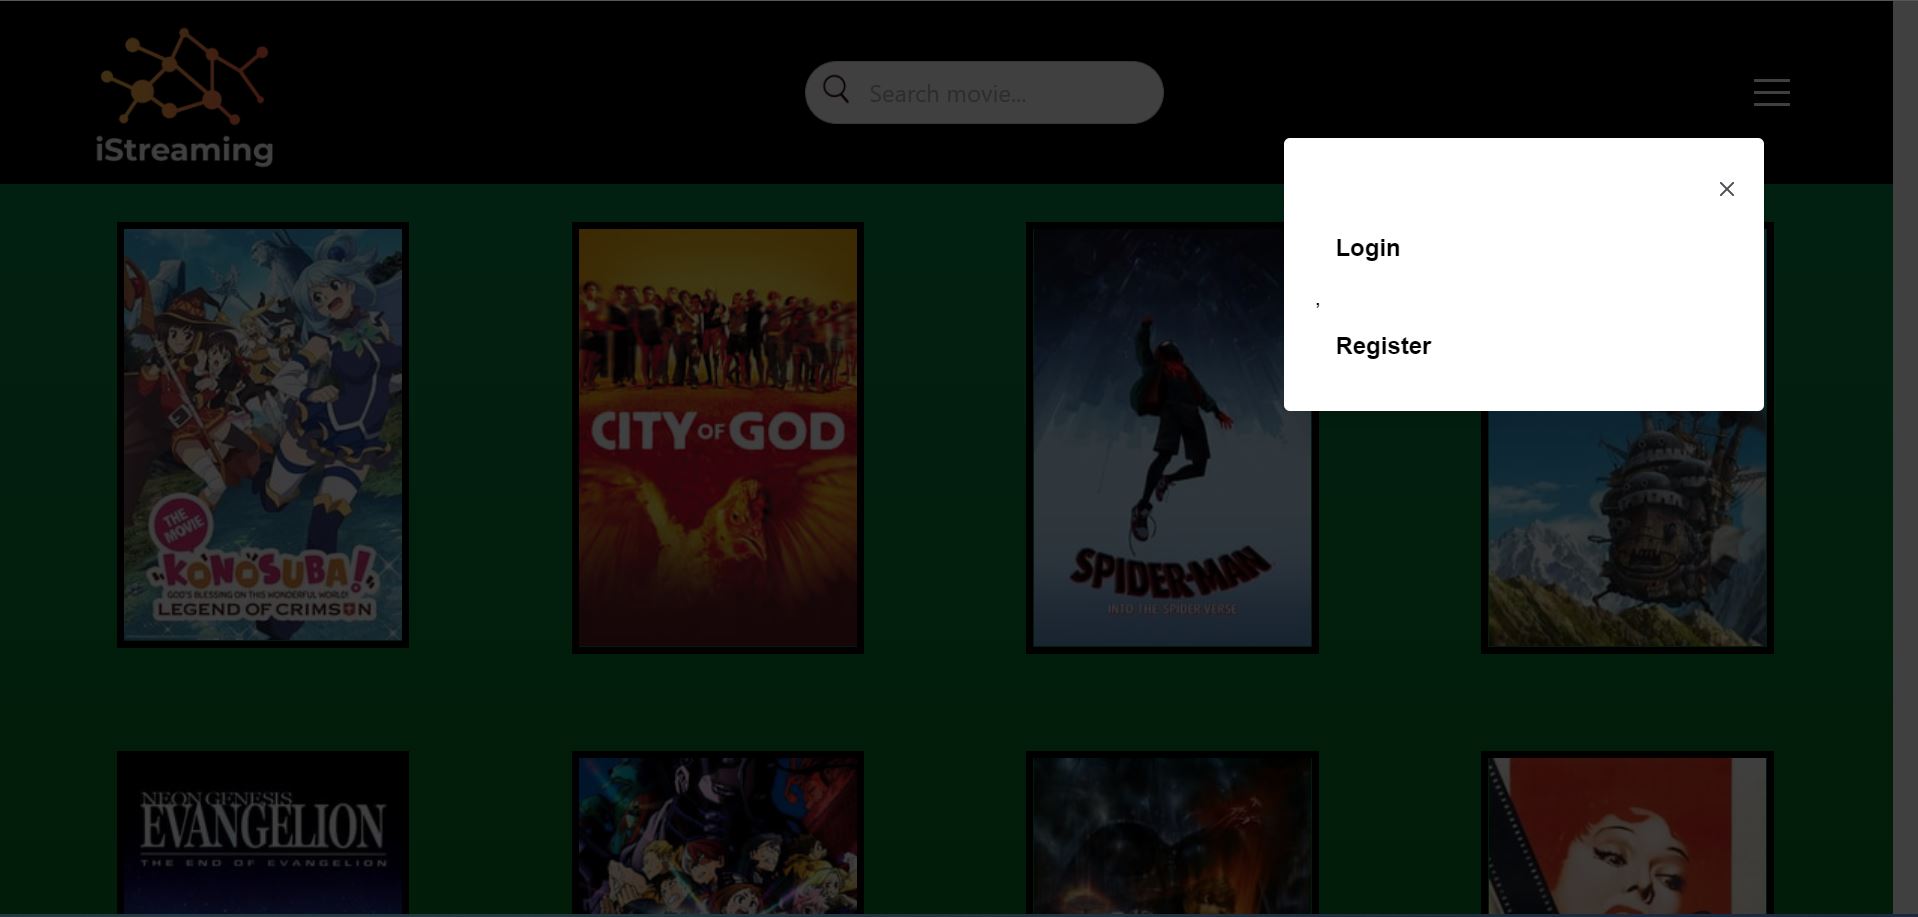 iStreaming
Search movie...
Login
,
Register
CITY OF GOD
THE
MOVIE
KONOSUBA!
GOD'S BLESSING ON THIS WONDERFUL WORLD!
LEGEND OF CRIMSON
SPIDER-MAN
INTO THE SPIDER-VERSE
NEON GENESIS
EVANGELION
THE END OF EVANGELION